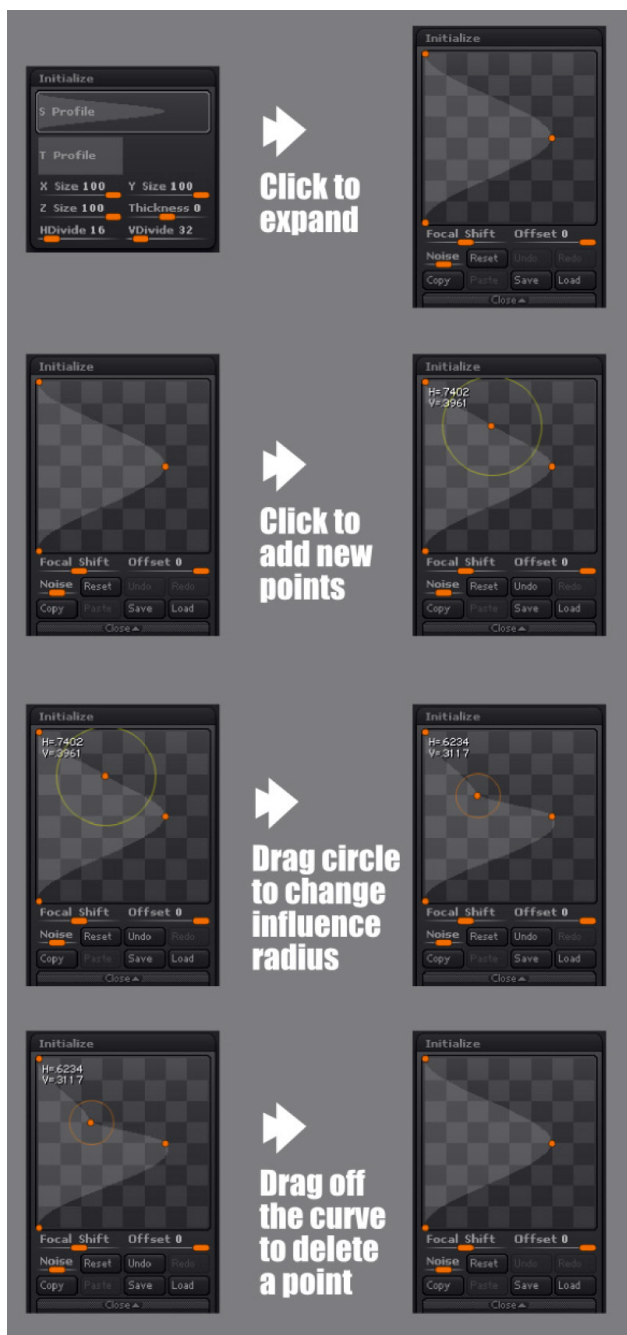 Initialize
S Profile
T Profile
X Size 100 Y Size 100
Z Size 100 Thickness 0
HDivide 16 VDivide 32
Click to
expand
Initialize
Focal Shift Offset 0
Noise Reset Undo Redo
Copy Paste Save Load
Close
Initialize
Focal Shift Offset 0
Noise Reset Undo Redo
Copy Paste Save Load
Close
Click to
add new
points
Initialize
H=.7402
V=.3961
Focal Shift Offset 0
Noise Reset Undo Redo
Copy Paste Save Load
Close
Initialize
H=.7402
V=.3961
Focal Shift Offset 0
Noise Reset Undo Redo
Copy Paste Save Load
Close
Drag circle
to change
influence
radius
Initialize
H=.6234
V=.3117
Focal Shift Offset 0
Noise Reset Undo Redo
Copy Paste Save Load
Close
Initialize
H=.6234
V=.3117
Focal Shift Offset 0
Noise Reset Undo Redo
Copy Paste Save Load
Close
Drag off
the curve
to delete
a point
Initialize
Focal Shift Offset 0
Noise Reset Undo Redo
Copy Paste Save Load
Close